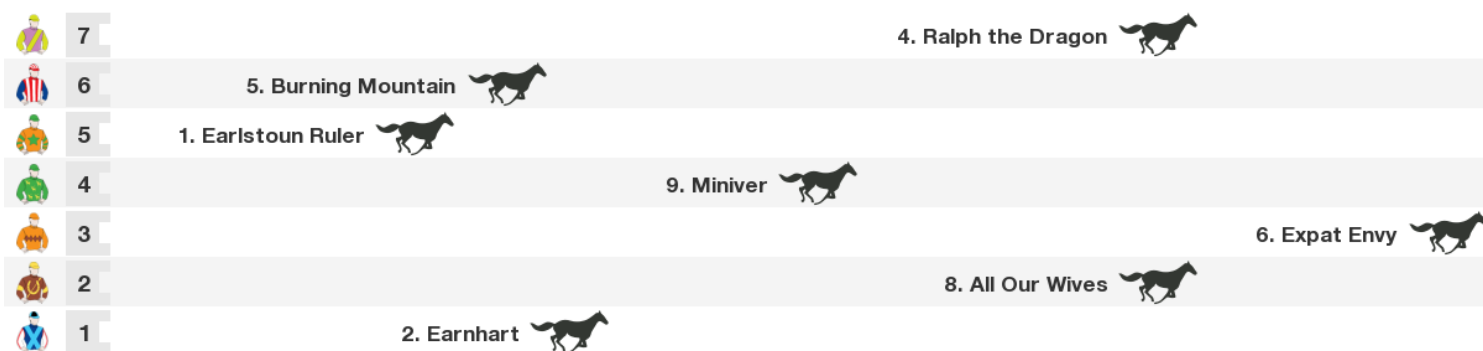 7 4. Ralph the Dragon
6 5. Burning Mountain
5 1. Earlstoun Ruler
4 9. Miniver
3 6. Expat Envy
2 8. All Our Wives
1 2. Earnhart